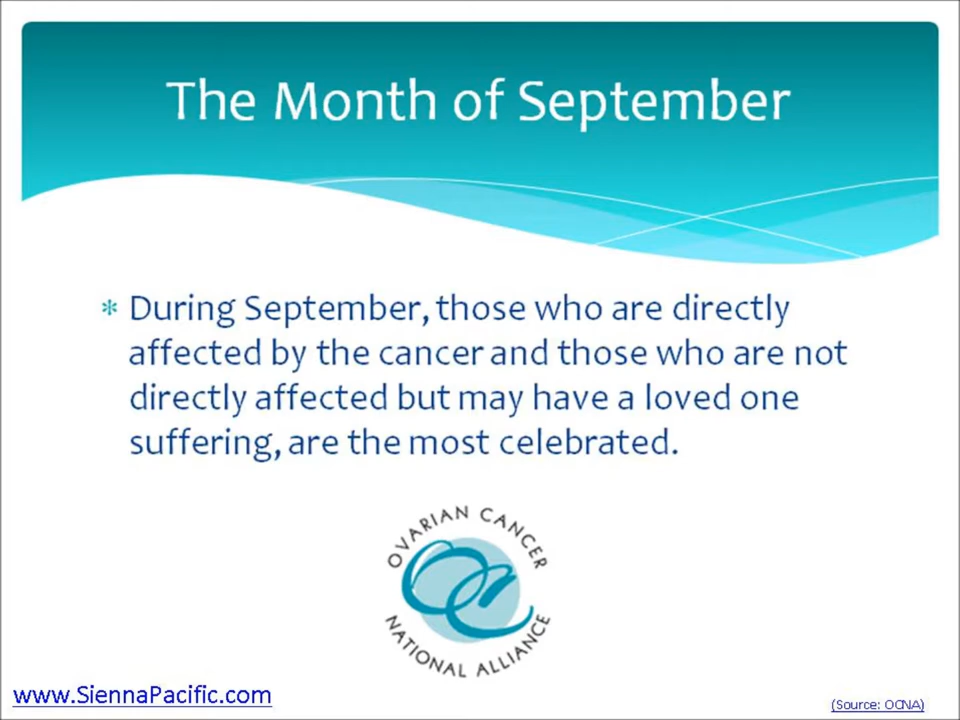 The Month of September
* During September, those who are directly
affected by the cancer and those who are not
directly affected but may have a loved one
suffering, are the most celebrated.
OVARIAN CANCER
NATIONAL ALLIANCE
www.SiennaPacific.com
(Source: OCNA)